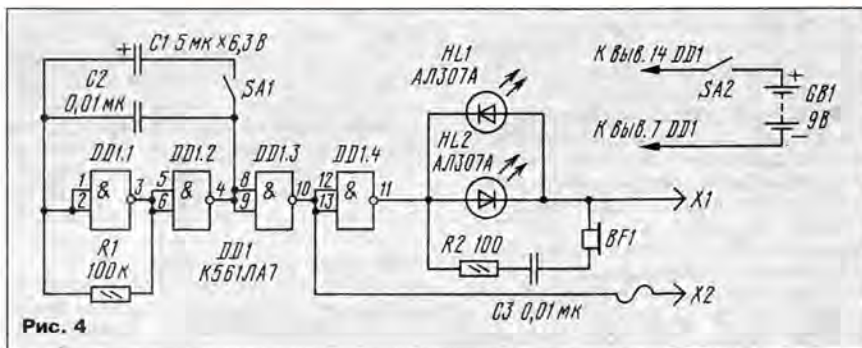 + C1 5 мк × 6,3 В
C2
0,01 мк
SA1
HL1
АЛ307А
HL2
АЛ307А
К выв. 14 DD1
SA2
+
GB1
9В
–
К выв. 7 DD1
DD1.1
DD1.2
DD1.3
DD1.4
1
2
&
3
5
6
&
4
8
9
&
10
12
13
&
11
X1
BF1
R1
100к
DD1
К561ЛА7
R2 100
C3 0,01 мк
X2
Рис. 4